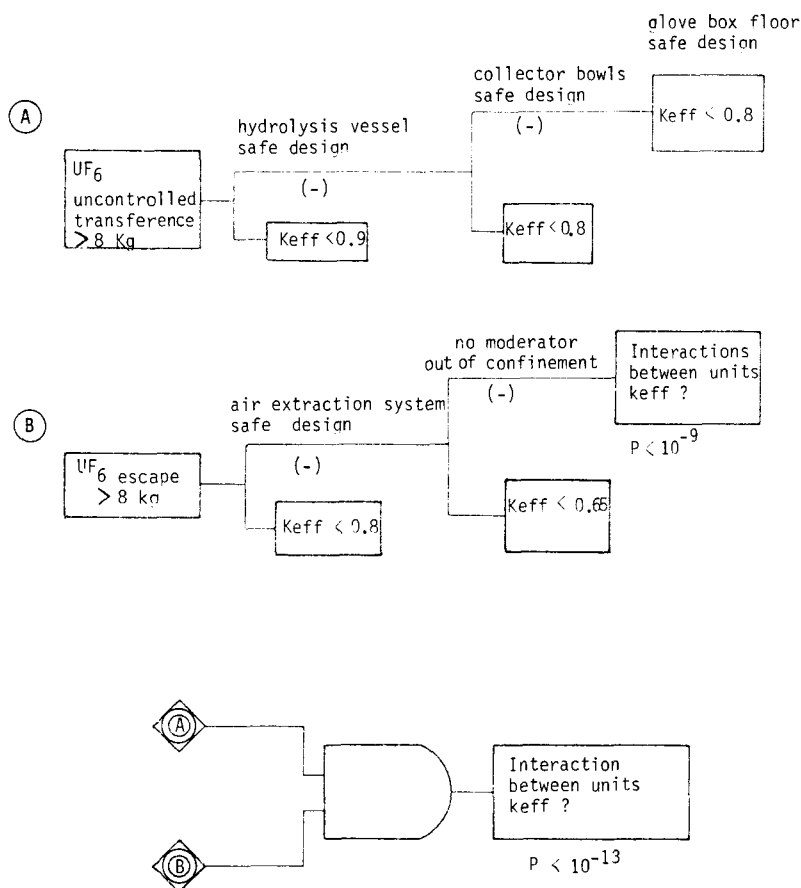 glove box floor
safe design
collector bowls
safe design
(-)
Keff < 0.8
A
hydrolysis vessel
safe design
(-)
UF6
uncontrolled
transference
> 8 Kg
Keff <0.9
Keff<0.8
no moderator
out of confinement
(-)
Interactions
between units
keff ?
P < 10-9
B
air extraction system
safe design
(-)
UF6 escape
> 8 kg
Keff < 0.8
Keff < 0.65
A
Interaction
between units
keff ?
P < 10-13
B